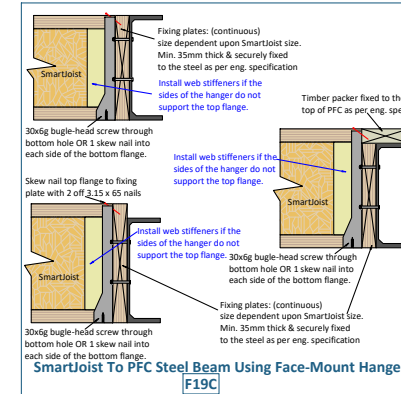 Fixing plates: (continuous)
size dependent upon SmartJoist size.
Min. 35mm thick & securely fixed
to the steel as per eng. specification
SmartJoist
Install web stiffeners if the
sides of the hanger do not
support the top flange.
30x6g bugle-head screw through
bottom hole OR 1 skew nail into
each side of the bottom flange.
Timber packer fixed to the
top of PFC as per eng. spe
Install web stiffeners if the
sides of the hanger do not
support the top flange.
SmartJoist
30x6g bugle-head screw through
bottom hole OR 1 skew nail into
each side of the bottom flange.
Skew nail top flange to fixing
plate with 2 off 3.15 x 65 nails
Install web stiffeners if the
sides of the hanger do not
support the top flange.
SmartJoist
Fixing plates: (continuous)
size dependent upon SmartJoist size.
Min. 35mm thick & securely fixed
to the steel as per eng. specification
30x6g bugle-head screw through
bottom hole OR 1 skew nail into
each side of the bottom flange.
SmartJoist To PFC Steel Beam Using Face-Mount Hange
F19C